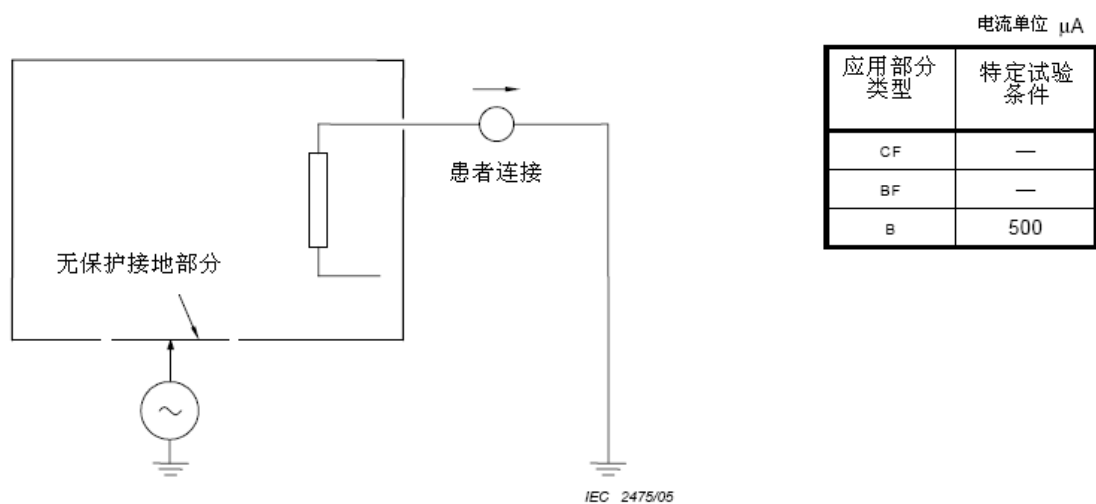 电流单位 μA
应用部分
类型
特定试验
条件
CF
—
BF
—
B
500
患者连接
无保护接地部分
IEC 2475/05